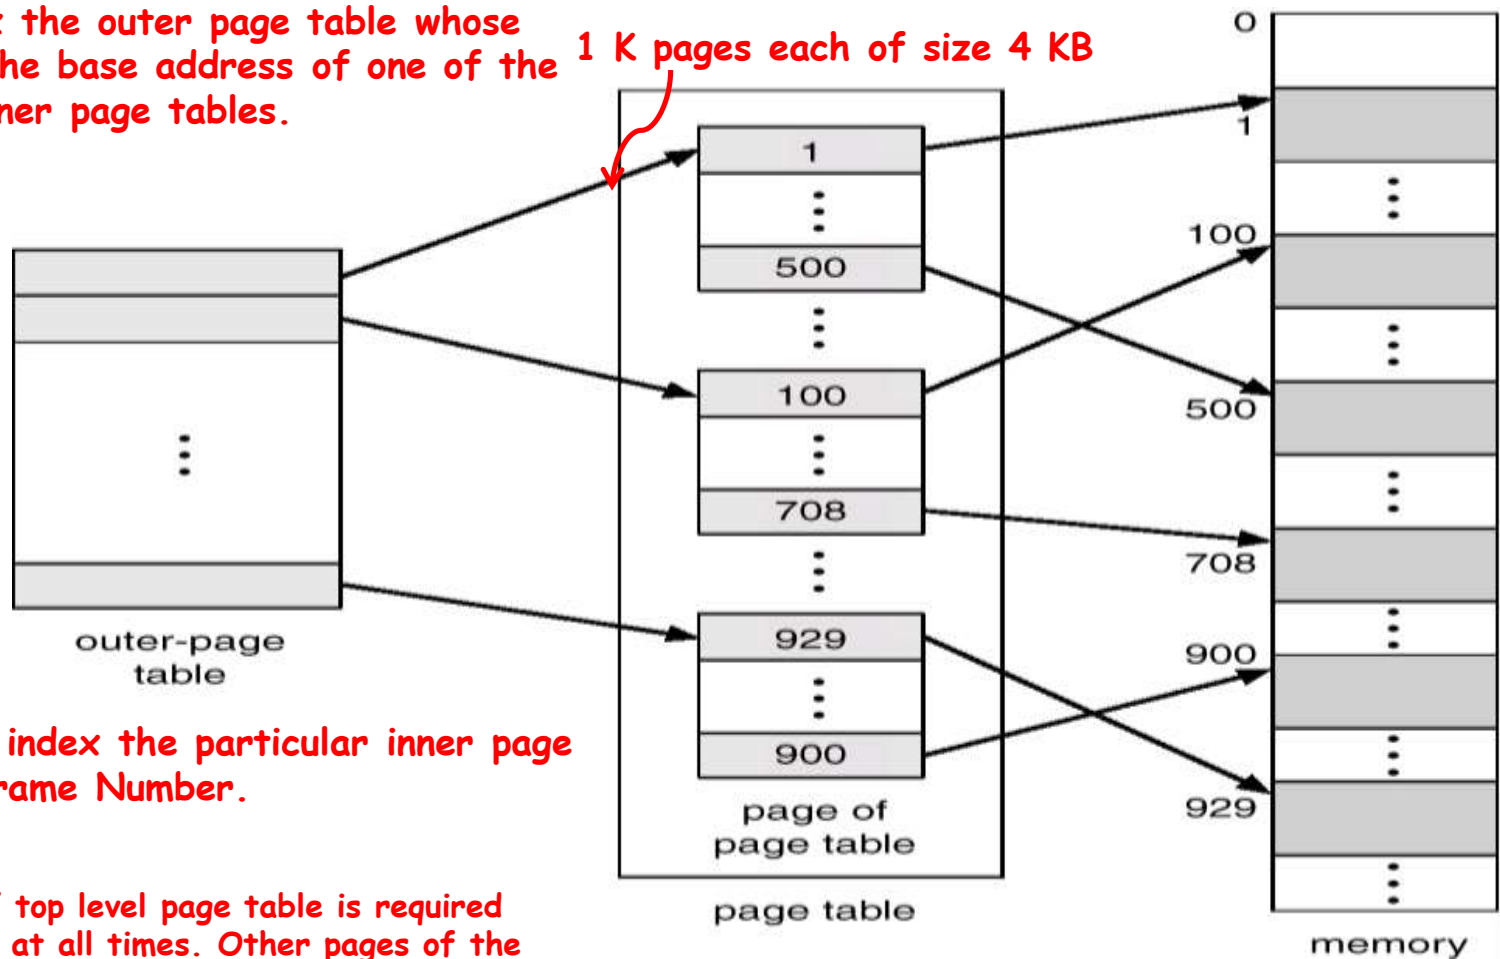 the outer page table whose
he base address of one of the
ner page tables.
1 K pages each of size 4 KB
0
1
1
500
100
100
500
708
708
929
900
900
929
outer-page
table
index the particular inner page
rame Number.
page of
page table
page table
top level page table is required
at all times. Other pages of the
memory